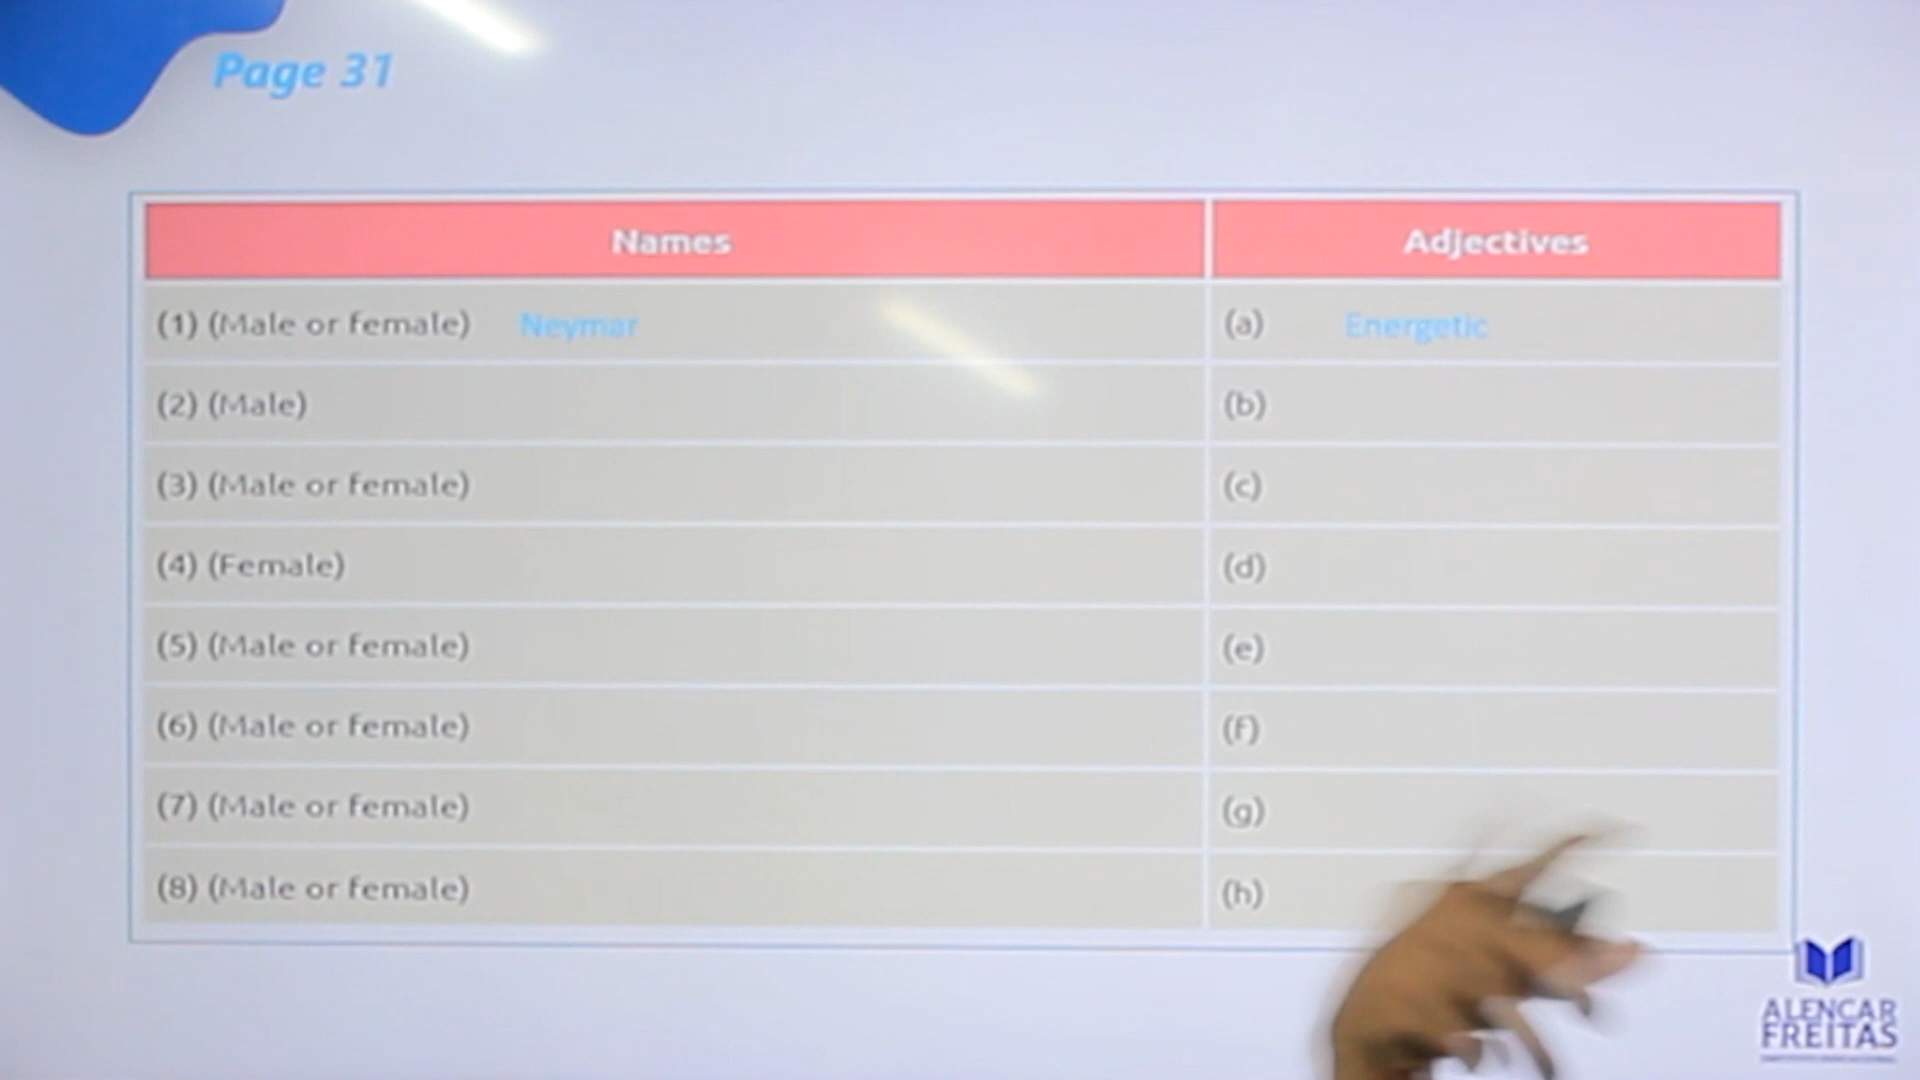 Page 31
Names Adjectives
(1) (Male or female) Neymar (a) Energetic
(2) (Male) (b)
(3) (Male or female) (c)
(4) (Female) (d)
(5) (Male or female) (e)
(6) (Male or female) (f)
(7) (Male or female) (g)
(8) (Male or female) (h)
ALENCAR
FREITAS